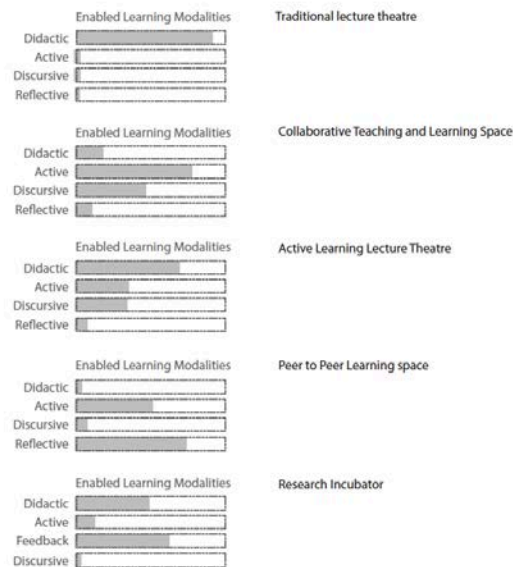 Enabled Learning Modalities Traditional lecture theatre
Didactic
Active
Discursive
Reflective
Enabled Learning Modalities Collaborative Teaching and Learning Space
Didactic
Active
Discursive
Reflective
Enabled Learning Modalities Active Learning Lecture Theatre
Didactic
Active
Discursive
Reflective
Enabled Learning Modalities Peer to Peer Learning space
Didactic
Active
Discursive
Reflective
Enabled Learning Modalities Research Incubator
Didactic
Active
Feedback
Discursive